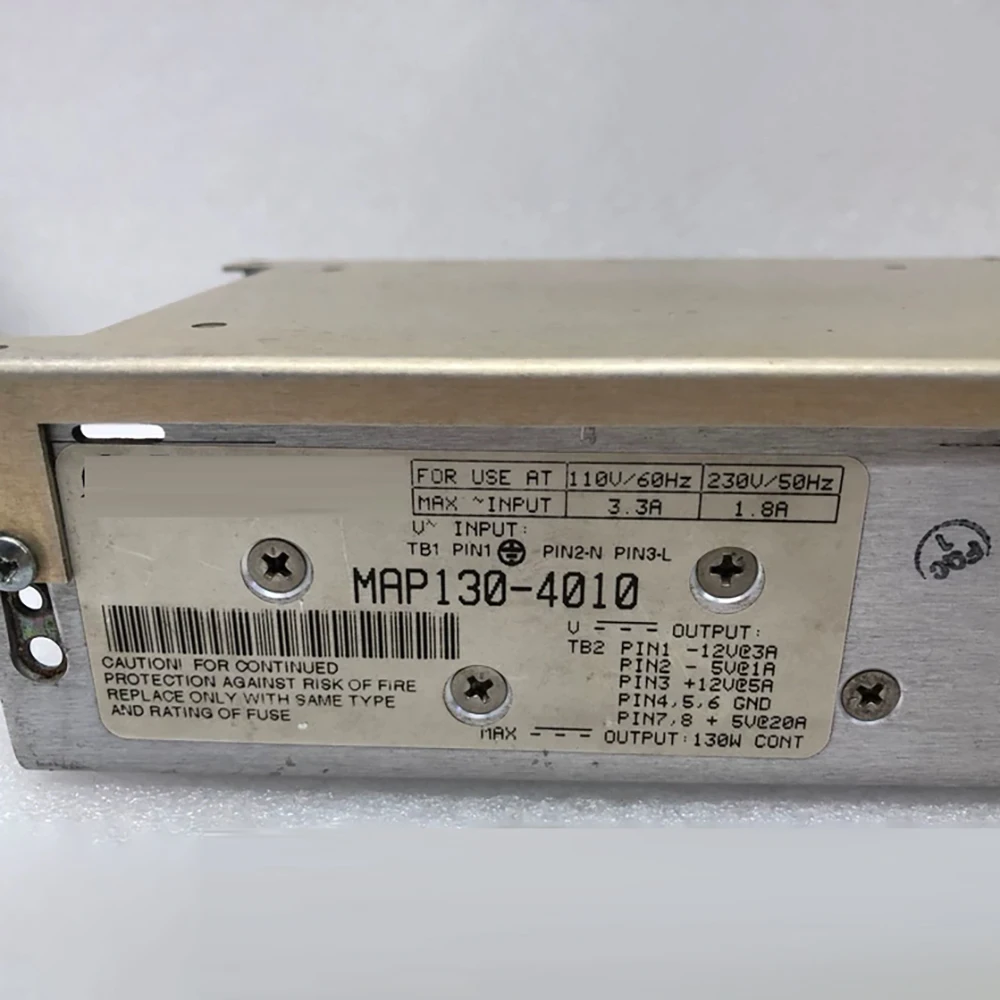 FOR USE AT 110V/60Hz 230V/50Hz
MAX ~INPUT 3.3A 1.8A
V~ INPUT:
TB1 PIN1 PIN2-N PIN3-L
MAP130-4010
V --- OUTPUT:
TB2 PIN1 -12V@3A
PIN2 - 5V@1A
PIN3 +12V@5A
PIN4,5,6 GND
PIN7,8 + 5V@20A
MAX --- OUTPUT:130W CONT
CAUTION! FOR CONTINUED
PROTECTION AGAINST RISK OF FIRE
REPLACE ONLY WITH SAME TYPE
AND RATING OF FUSE
FQC
1